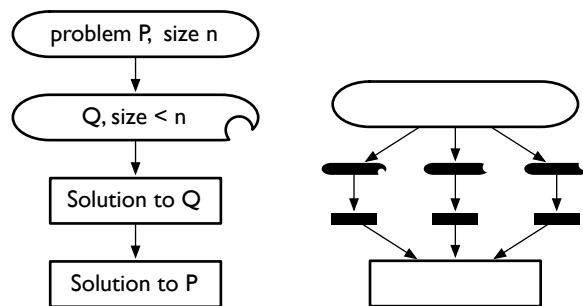 problem P, size n
Q, size < n
Solution to Q
Solution to P